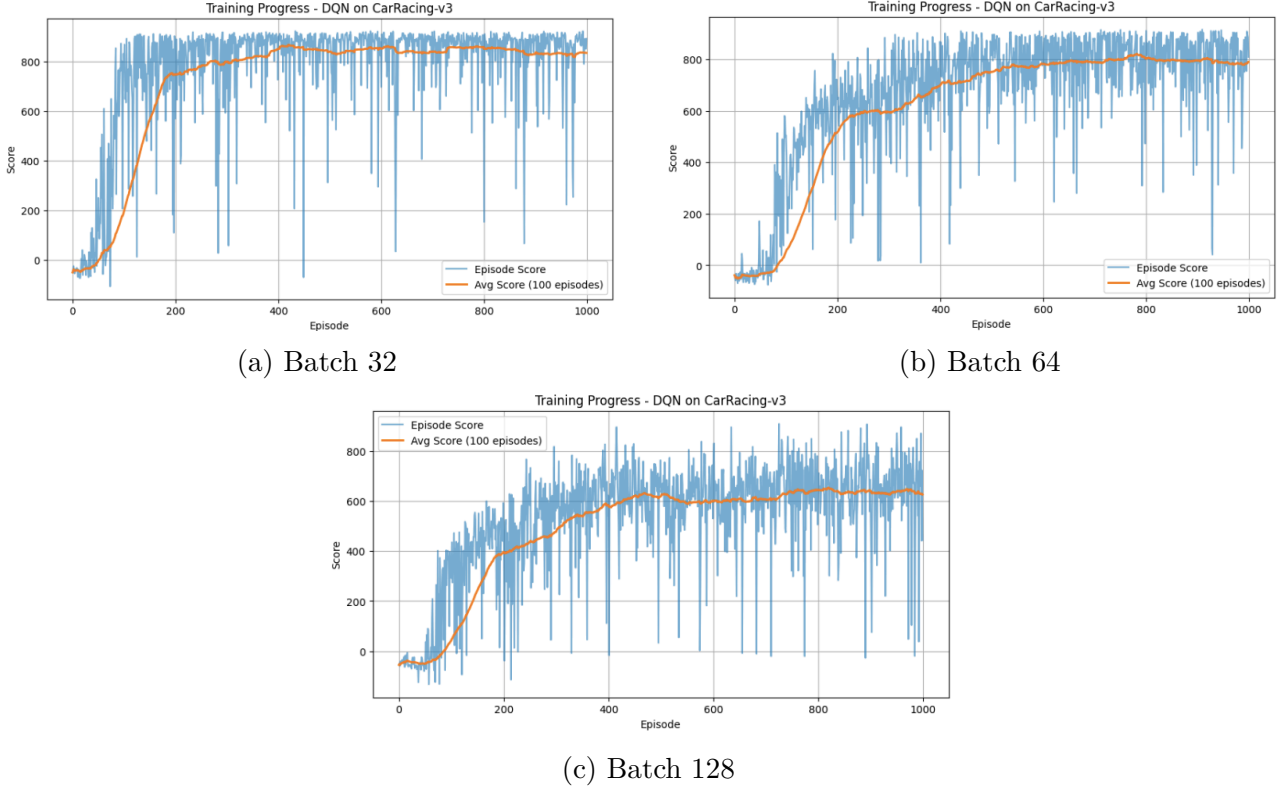 Training Progress - DQN on CarRacing-v3
800
600
400
200
0
Score
0 200 400 600 800 1000
Episode
Episode Score
Avg Score (100 episodes)
(a) Batch 32
Training Progress - DQN on CarRacing-v3
800
600
400
200
0
Score
0 200 400 600 800 1000
Episode
Episode Score
Avg Score (100 episodes)
(b) Batch 64
Training Progress - DQN on CarRacing-v3
Episode Score
Avg Score (100 episodes)
800
600
400
200
0
Score
0 200 400 600 800 1000
Episode
(c) Batch 128